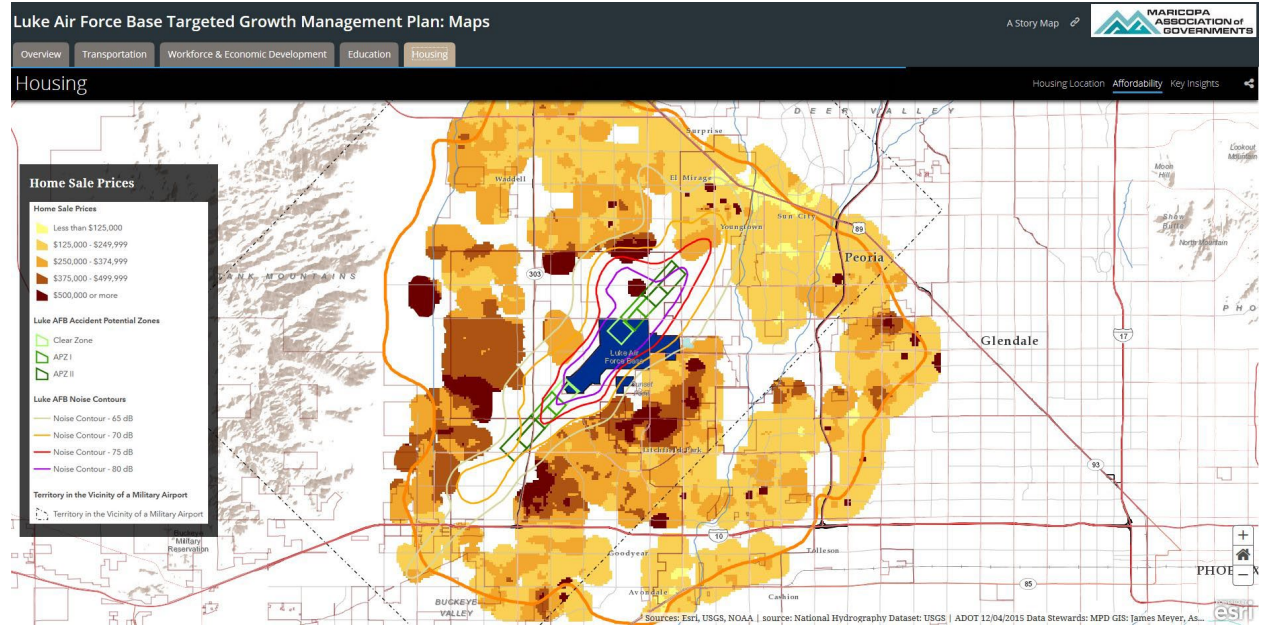 Luke Air Force Base Targeted Growth Management Plan: Maps
A Story Map
MARICOPA
ASSOCIATION of
GOVERNMENTS
Overview
Transportation
Workforce & Economic Development
Education
Housing
Housing
Housing Location
Affordability
Key Insights
DEER VALLEY
Surprise
Lookout
Mountain
Moon
Hill
Home Sale Prices
Waddell
El Mirage
Home Sale Prices
Less than $125,000
$125,000 - $249,999
$250,000 - $374,999
$375,000 - $499,999
$500,000 or more
Sun City
Youngtown
89
Shaw
Butte
North Mountain
Peoria
ANK MOUNTAINS
303
PHO
Luke AFB Accident Potential Zones
Clear Zone
APZ I
APZ II
17
Glendale
Luke Air
Force Base
Luke AFB Noise Contours
Noise Contour - 65 dB
Noise Contour - 70 dB
Noise Contour - 75 dB
Noise Contour - 80 dB
Litchfield Park
93
Territory in the Vicinity of a Military Airport
Territory in the Vicinity of a Military Airport
Military
Reservation
10
Goodyear
Tolleson
PHOE
X
85
Avondale
Cashion
BUCKEYE
VALLEY
Sources: Esri, USGS, NOAA | source: National Hydrography Dataset: USGS | ADOT 12/04/2015 Data Stewards: MPD GIS: James Meyer, As...
esri